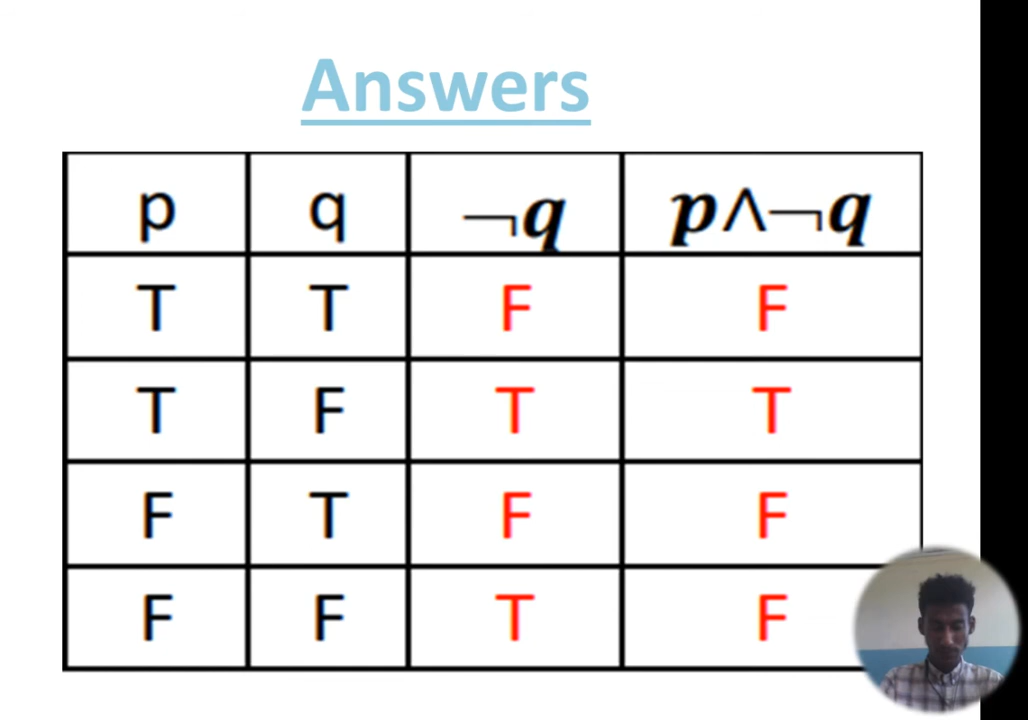 Answers
p q ¬q p∧¬q
T T F F
T F T T
F T F F
F F T F